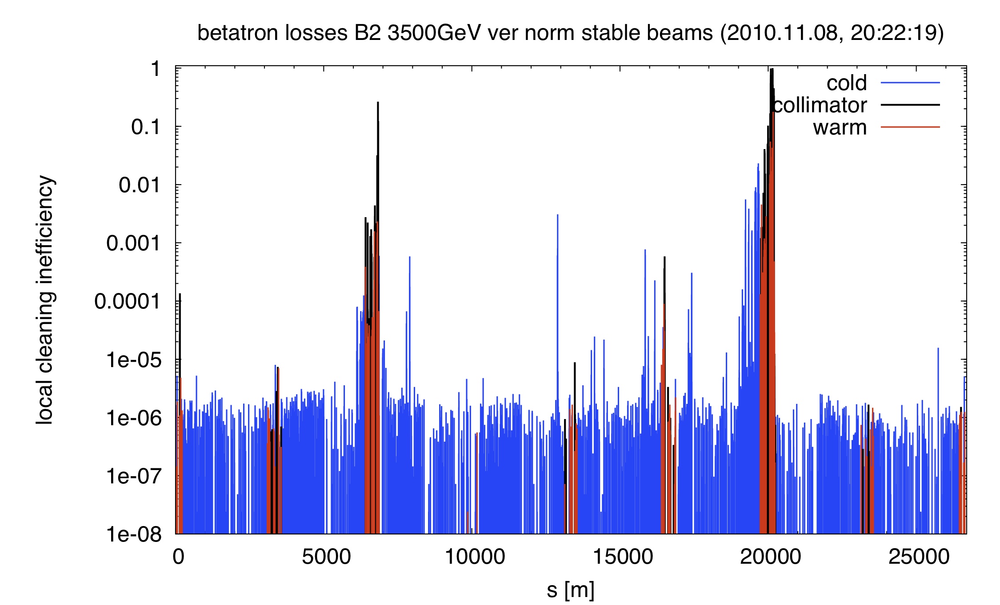 betatron losses B2 3500GeV ver norm stable beams (2010.11.08, 20:22:19)
local cleaning inefficiency
1
0.1
0.01
0.001
0.0001
1e-05
1e-06
1e-07
1e-08
cold
collimator
warm
0 5000 10000 15000 20000 25000
s [m]